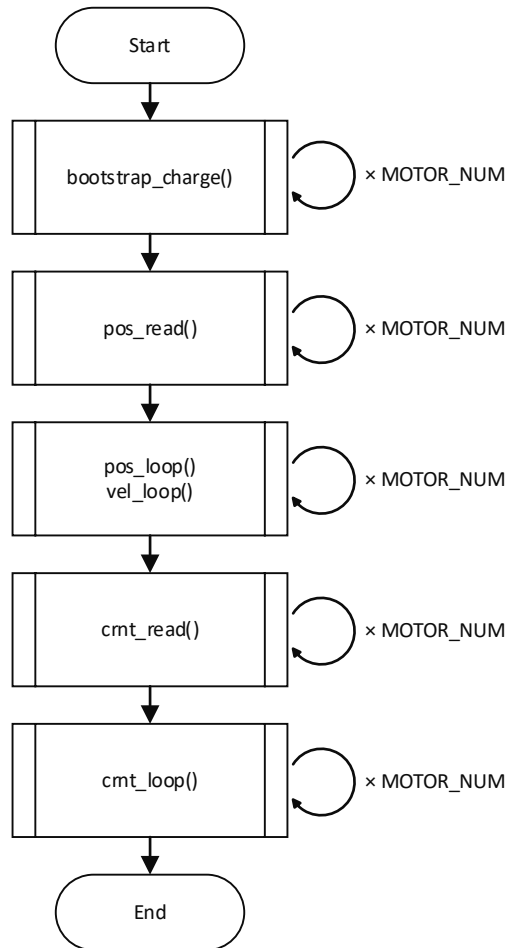 Start
bootstrap_charge()
× MOTOR_NUM
pos_read()
× MOTOR_NUM
pos_loop()
vel_loop()
× MOTOR_NUM
crnt_read()
× MOTOR_NUM
crnt_loop()
× MOTOR_NUM
End